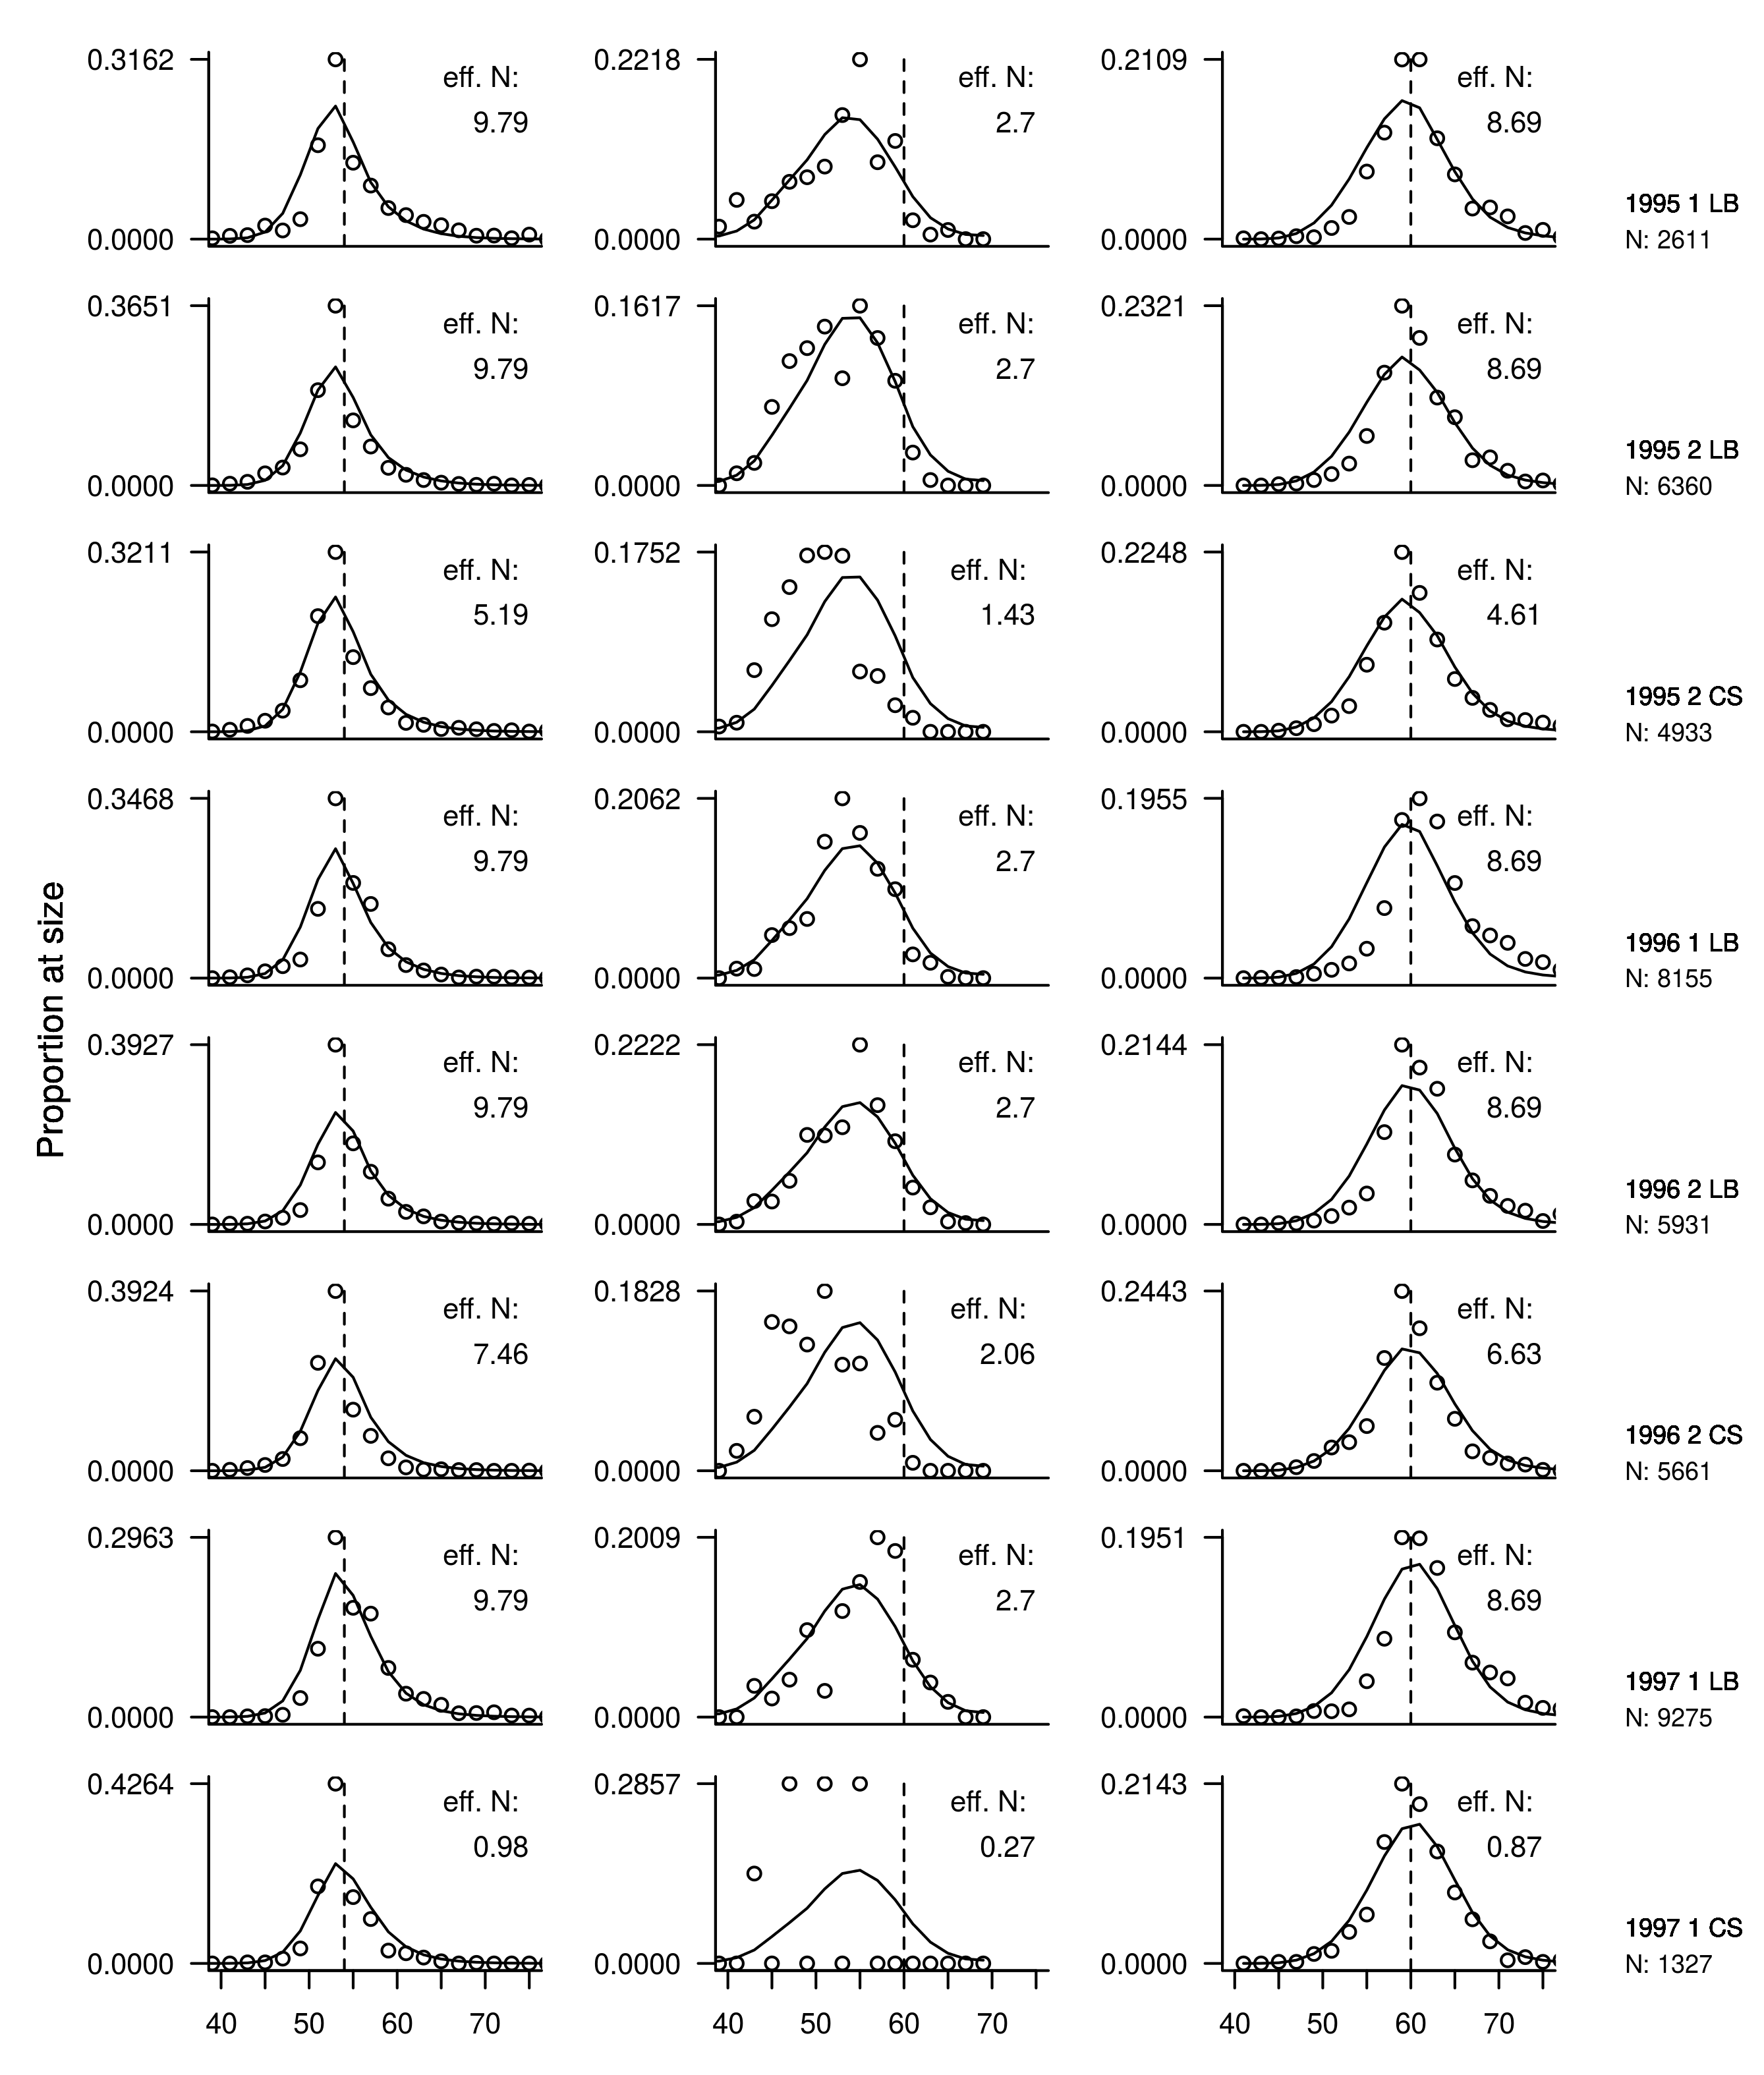 Proportion at size
0.3162
0.0000
eff. N:
9.79
0.2218
0.0000
eff. N:
2.7
0.2109
0.0000
eff. N:
8.69
1995 1 LB
N: 2611
0.3651
0.0000
eff. N:
9.79
0.1617
0.0000
eff. N:
2.7
0.2321
0.0000
eff. N:
8.69
1995 2 LB
N: 6360
0.3211
0.0000
eff. N:
5.19
0.1752
0.0000
eff. N:
1.43
0.2248
0.0000
eff. N:
4.61
1995 2 CS
N: 4933
0.3468
0.0000
eff. N:
9.79
0.2062
0.0000
eff. N:
2.7
0.1955
0.0000
eff. N:
8.69
1996 1 LB
N: 8155
0.3927
0.0000
eff. N:
9.79
0.2222
0.0000
eff. N:
2.7
0.2144
0.0000
eff. N:
8.69
1996 2 LB
N: 5931
0.3924
0.0000
eff. N:
7.46
0.1828
0.0000
eff. N:
2.06
0.2443
0.0000
eff. N:
6.63
1996 2 CS
N: 5661
0.2963
0.0000
eff. N:
9.79
0.2009
0.0000
eff. N:
2.7
0.1951
0.0000
eff. N:
8.69
1997 1 LB
N: 9275
0.4264
0.0000
eff. N:
0.98
0.2857
0.0000
eff. N:
0.27
0.2143
0.0000
eff. N:
0.87
1997 1 CS
N: 1327
40 50 60 70
40 50 60 70
40 50 60 70